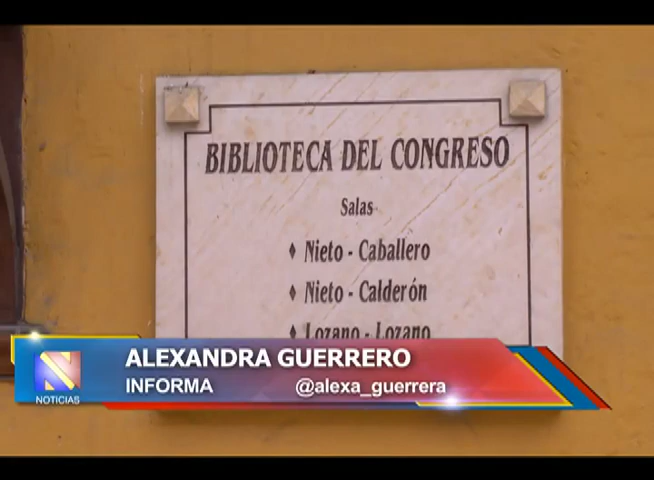 BIBLIOTECA DEL CONGRESO
Salas
♦ Nieto - Caballero
♦ Nieto - Calderón
♦ Lozano - Lozano
ALEXANDRA GUERRERO
INFORMA @alexa_guerrera
N
NOTICIAS